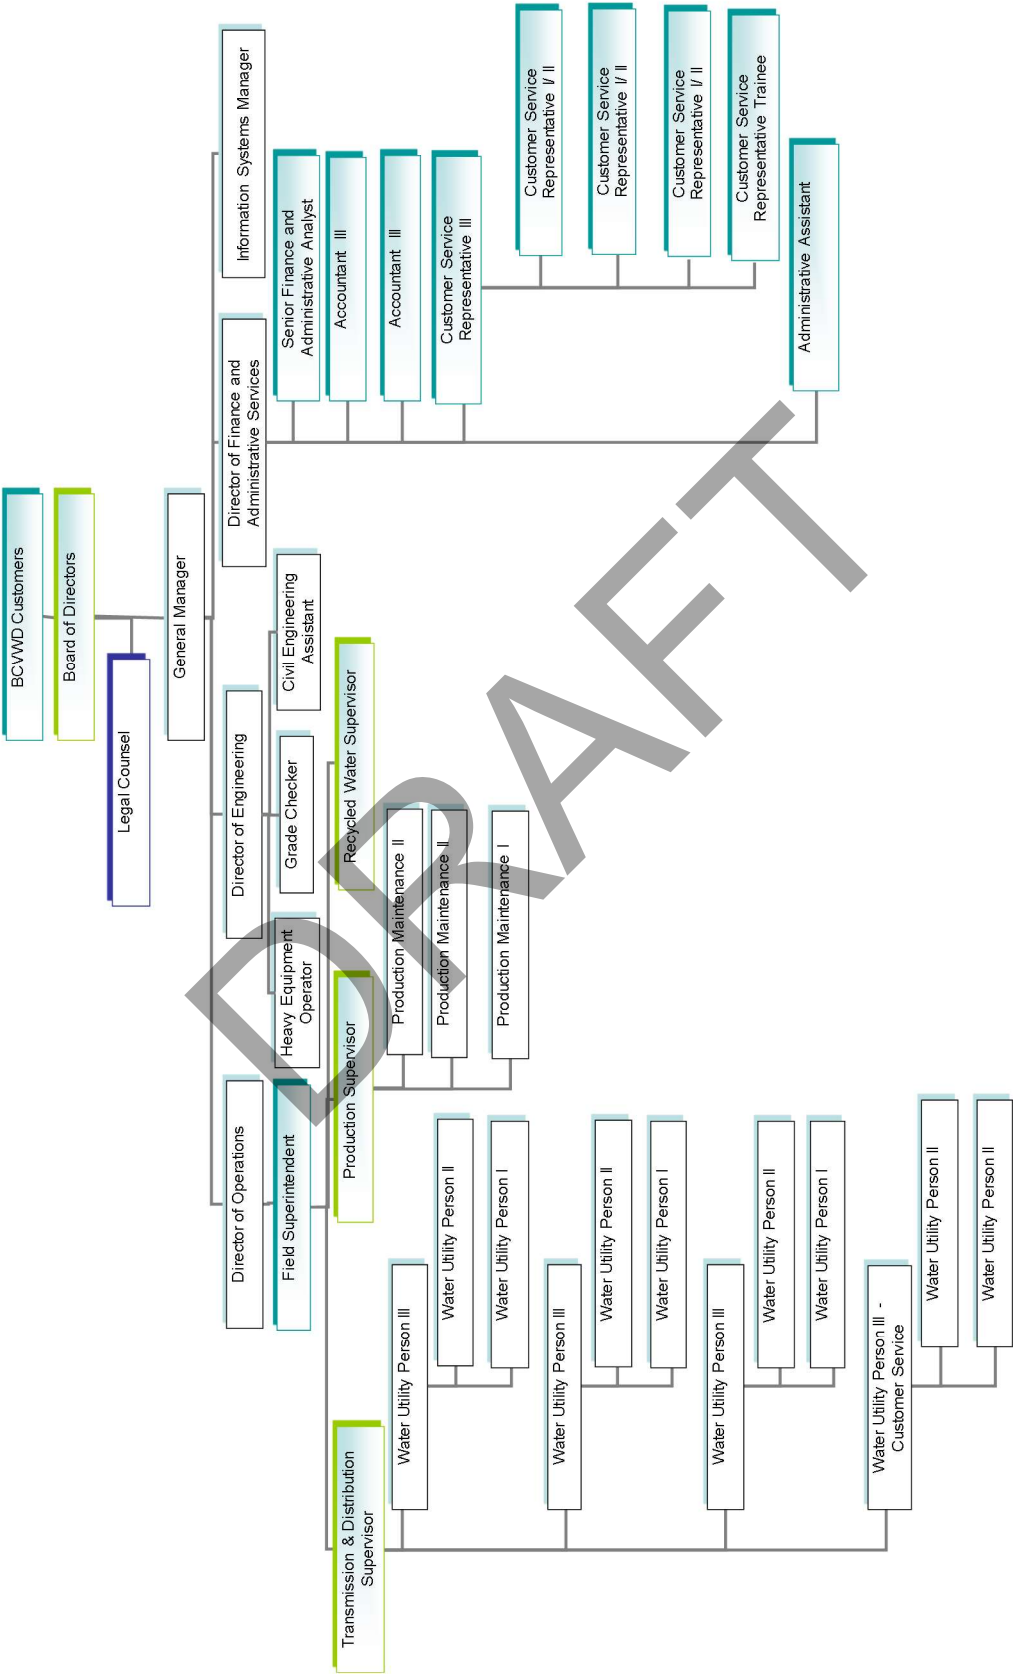 BCVWD Customers
Board of Directors
Legal Counsel
General Manager
Director of Operations
Director of Engineering
Director of Finance and
Administrative Services
Information Systems Manager
Field Superintendent
Heavy Equipment
Operator
Grade Checker
Civil Engineering
Assistant
Senior Finance and
Administrative Analyst
Accountant III
Accountant III
Customer Service
Representative III
Customer Service
Representative I/ II
Customer Service
Representative I/ II
Customer Service
Representative I/ II
Customer Service
Representative Trainee
Administrative Assistant
Transmission & Distribution
Supervisor
Production Supervisor
Recycled Water Supervisor
Production Maintenance II
Production Maintenance II
Production Maintenance I
Water Utility Person III
Water Utility Person II
Water Utility Person I
Water Utility Person III
Water Utility Person II
Water Utility Person I
Water Utility Person III
Water Utility Person II
Water Utility Person I
Water Utility Person III -
Customer Service
Water Utility Person II
Water Utility Person II
DRAFT